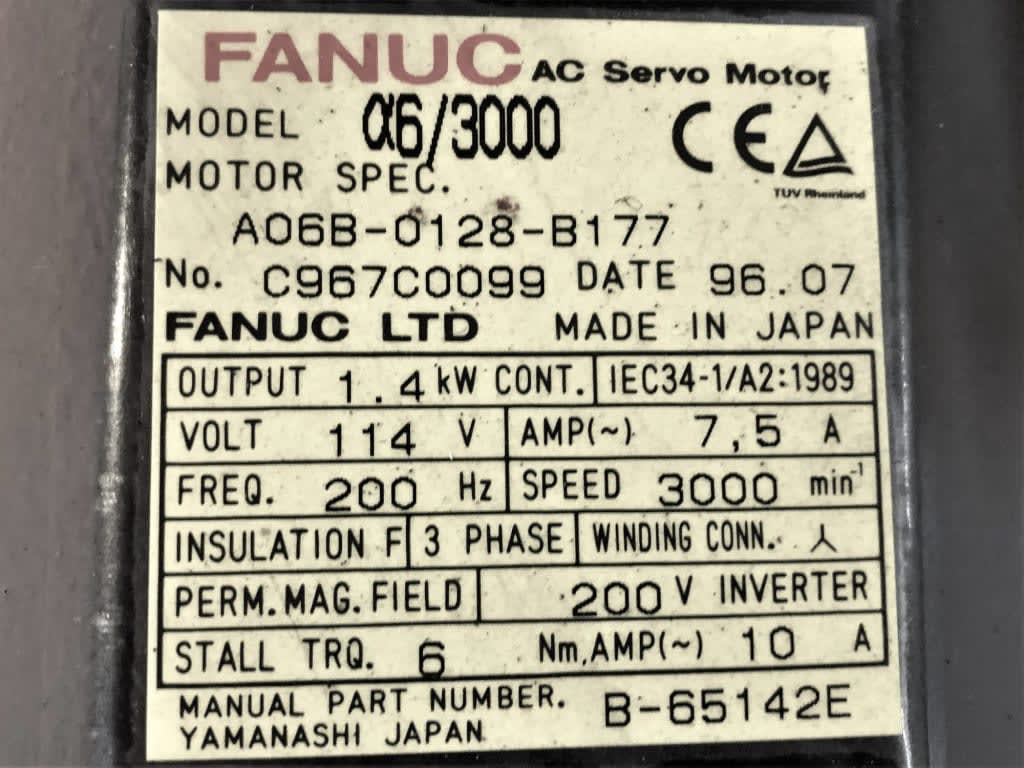 FANUC AC Servo Motor
MODEL α6/3000
CE
TUV Rheinland
MOTOR SPEC.
A06B-0128-B177
No. C967C0099 DATE 96.07
FANUC LTD MADE IN JAPAN
OUTPUT 1.4 kW CONT. IEC34-1/A2:1989
VOLT 114 V AMP(~) 7,5 A
FREQ. 200 Hz SPEED 3000 min⁻¹
INSULATION F 3 PHASE WINDING CONN. ⅄
PERM.MAG.FIELD 200 V INVERTER
STALL TRQ. 6 Nm,AMP(~) 10 A
MANUAL PART NUMBER. B-65142E
YAMANASHI JAPAN